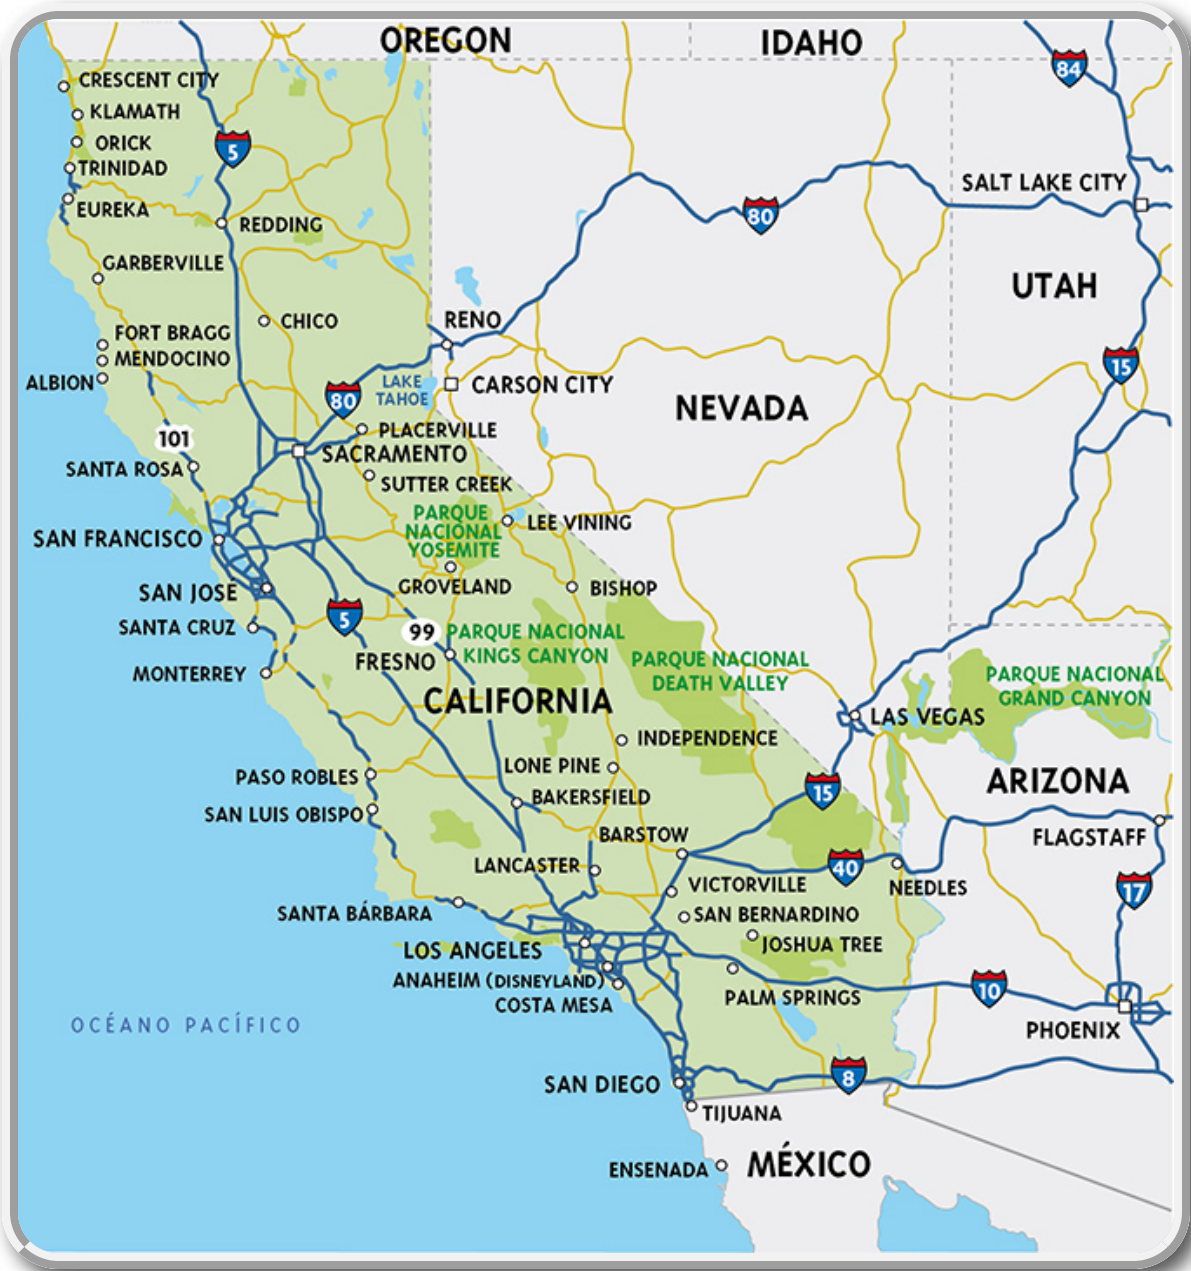 OREGON
IDAHO
84
CRESCENT CITY
KLAMATH
ORICK
5
TRINIDAD
SALT LAKE CITY
EUREKA
80
REDDING
GARBERVILLE
UTAH
RENO
CHICO
FORT BRAGG
MENDOCINO
15
ALBION
80
LAKE
TAHOE
CARSON CITY
NEVADA
PLACERVILLE
101
SACRAMENTO
SANTA ROSA
SUTTER CREEK
PARQUE
NACIONAL
YOSEMITE
LEE VINING
SAN FRANCISCO
GROVELAND
BISHOP
SAN JOSÉ
5
SANTA CRUZ
99
PARQUE NACIONAL
KINGS CANYON
FRESNO
PARQUE NACIONAL
DEATH VALLEY
PARQUE NACIONAL
GRAND CANYON
MONTERREY
CALIFORNIA
LAS VEGAS
INDEPENDENCE
LONE PINE
PASO ROBLES
ARIZONA
15
BAKERSFIELD
SAN LUIS OBISPO
BARSTOW
FLAGSTAFF
LANCASTER
40
VICTORVILLE
NEEDLES
17
SANTA BÁRBARA
SAN BERNARDINO
LOS ANGELES
JOSHUA TREE
ANAHEIM (DISNEYLAND)
COSTA MESA
PALM SPRINGS
10
OCÉANO PACÍFICO
PHOENIX
SAN DIEGO
8
TIJUANA
ENSENADA
MÉXICO